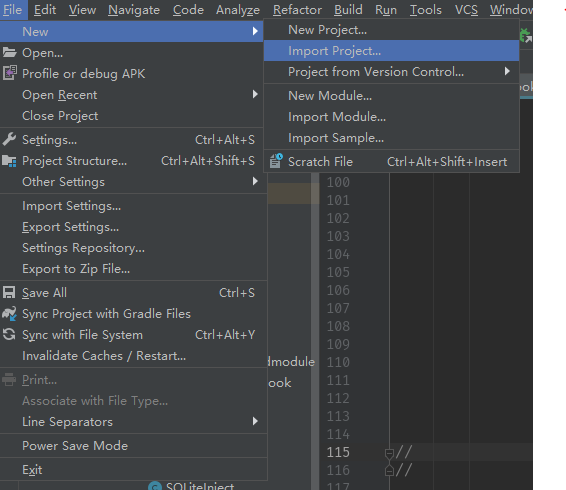 File Edit View Navigate Code Analyze Refactor Build Run Tools VCS Window
New
Open...
Profile or debug APK
Open Recent
Close Project
Settings... Ctrl+Alt+S
Project Structure... Ctrl+Alt+Shift+S
Other Settings
Import Settings...
Export Settings...
Settings Repository...
Export to Zip File...
Save All Ctrl+S
Sync Project with Gradle Files
Sync with File System Ctrl+Alt+Y
Invalidate Caches / Restart...
Print...
Associate with File Type...
Line Separators
Power Save Mode
Exit
New Project...
Import Project...
Project from Version Control...
New Module...
Import Module...
Import Sample...
Scratch File Ctrl+Alt+Shift+Insert
dmodule
ook
SQLiteInject
100
101
102
103
104
105
106
107
108
109
110
111
112
113
114
115 //
116 //
117